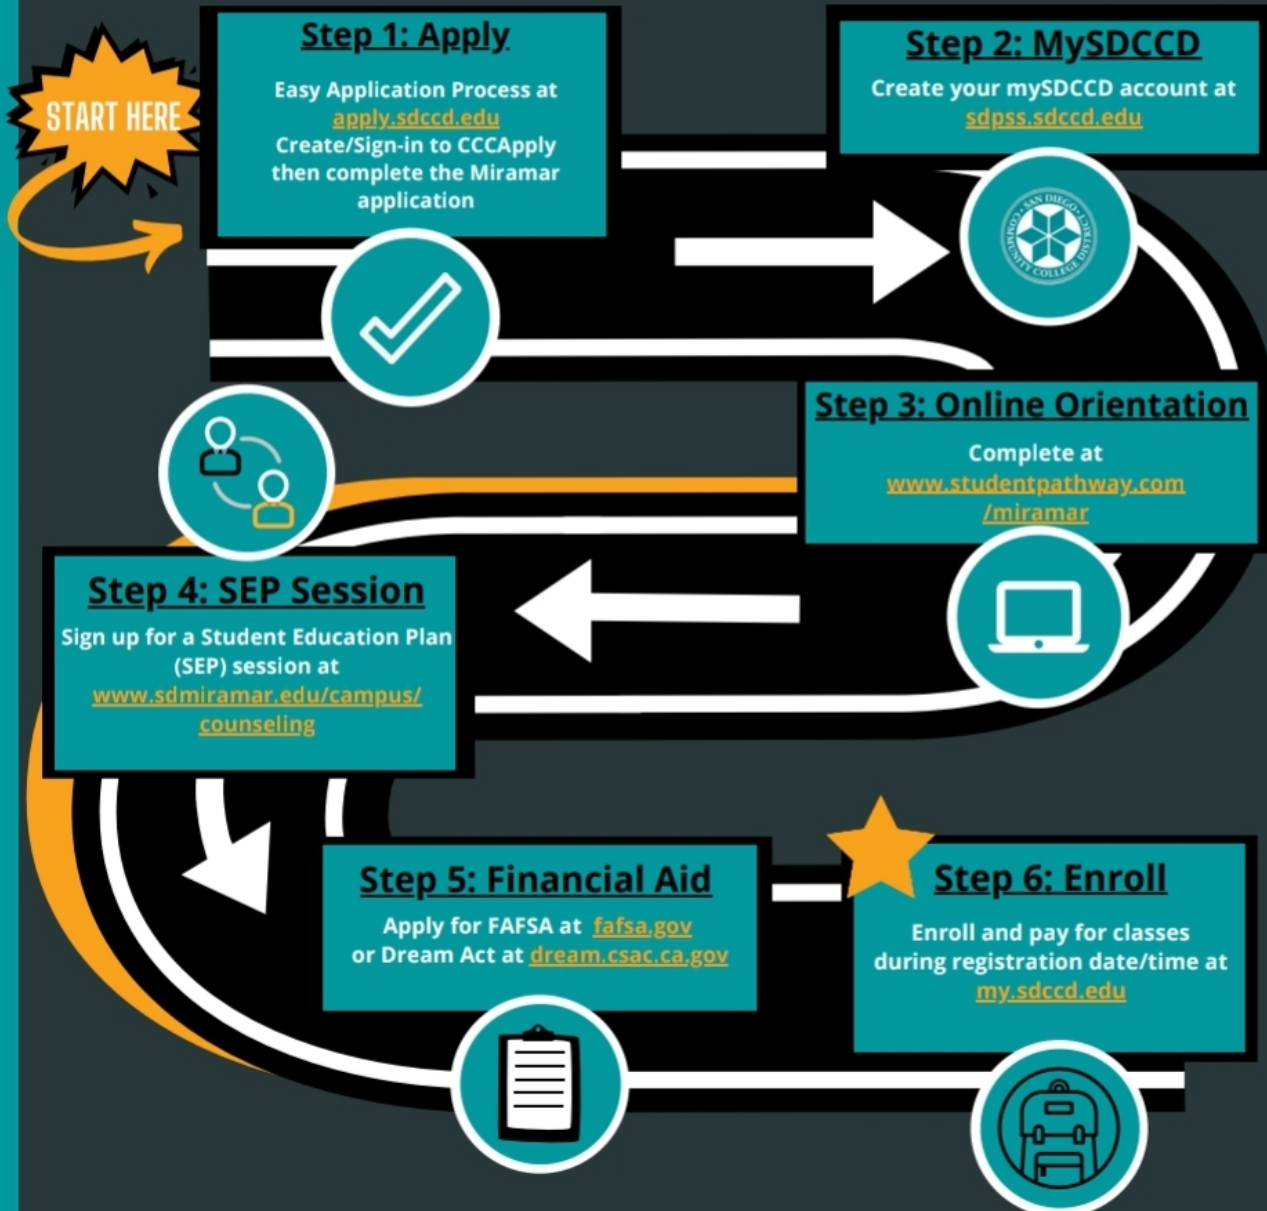 START HERE
Step 1: Apply
Easy Application Process at
apply.sdccd.edu
Create/Sign-in to CCCApply
then complete the Miramar
application
Step 2: MySDCCD
Create your mySDCCD account at
sdpss.sdccd.edu
SAN DIEGO
COMMUNITY COLLEGE DISTRICT
Step 3: Online Orientation
Complete at
www.studentpathway.com
/miramar
Step 4: SEP Session
Sign up for a Student Education Plan
(SEP) session at
www.sdmiramar.edu/campus/
counseling
Step 5: Financial Aid
Apply for FAFSA at fafsa.gov
or Dream Act at dream.csac.ca.gov
Step 6: Enroll
Enroll and pay for classes
during registration date/time at
my.sdccd.edu